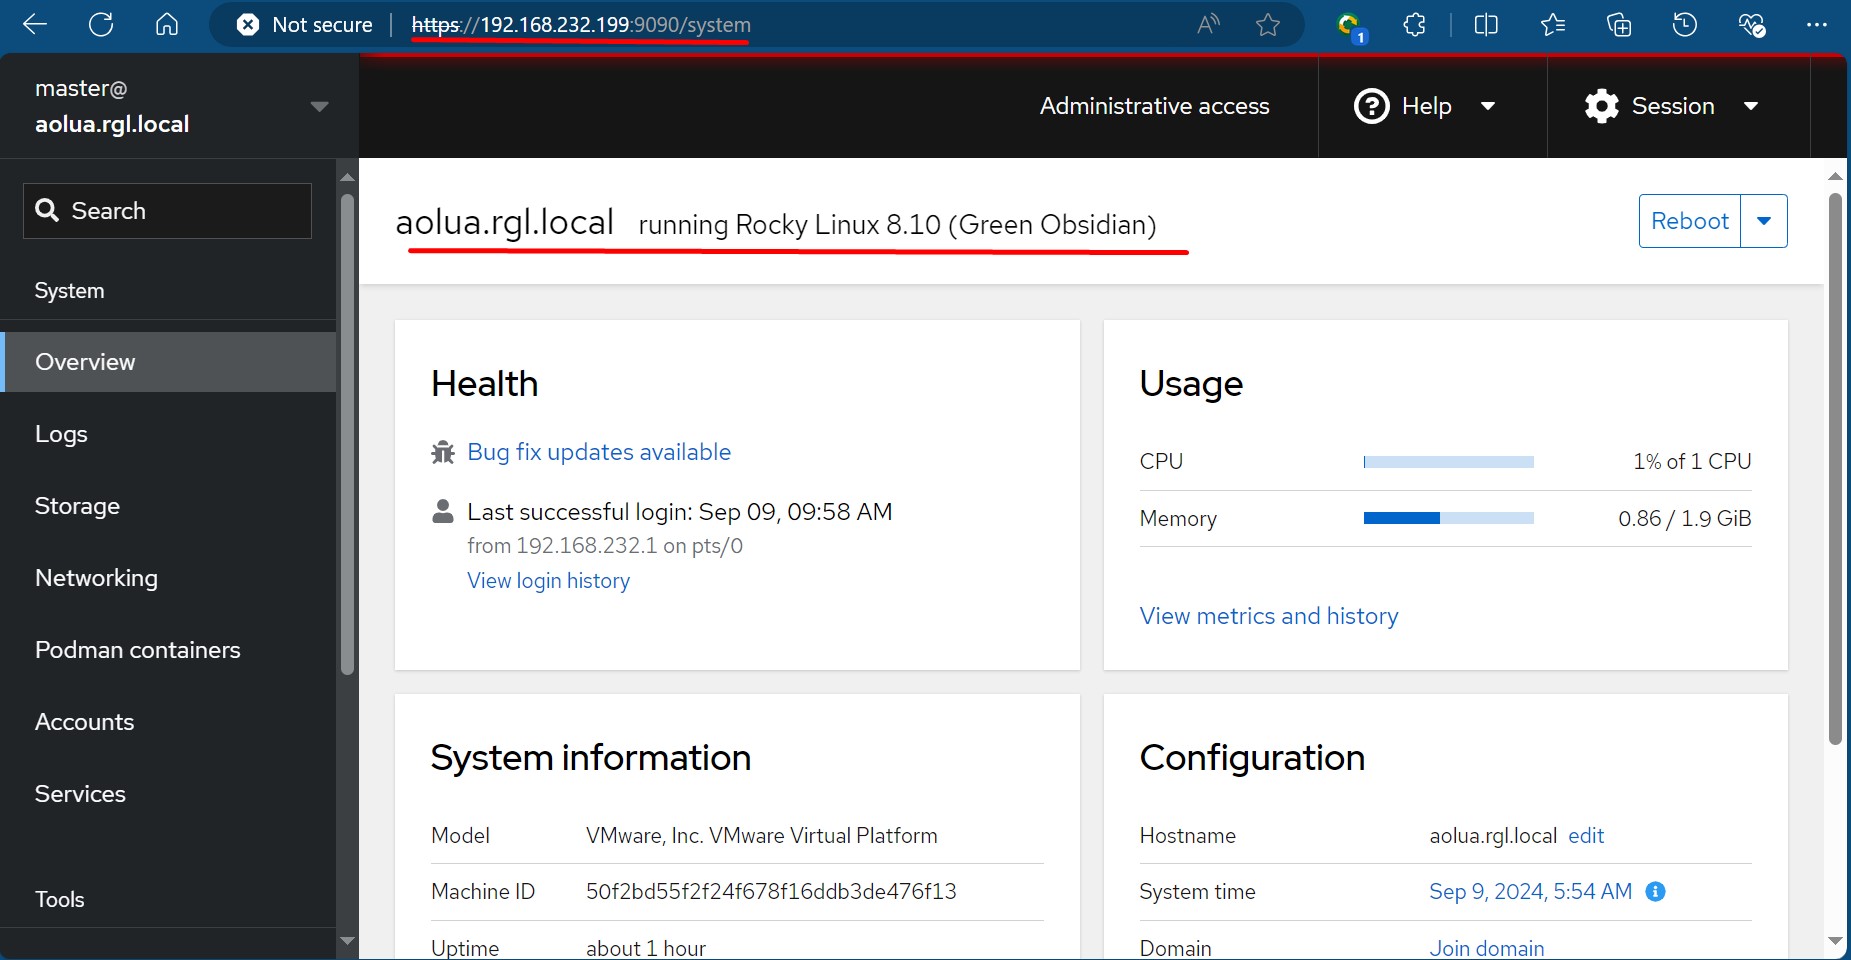 Not secure https://192.168.232.199:9090/system
1
master@
aolua.rgl.local
Administrative access
Help
Session
Search
System
Overview
Logs
Storage
Networking
Podman containers
Accounts
Services
Tools
aolua.rgl.local running Rocky Linux 8.10 (Green Obsidian)
Reboot
Health
Bug fix updates available
Last successful login: Sep 09, 09:58 AM
from 192.168.232.1 on pts/0
View login history
Usage
CPU 1% of 1 CPU
Memory 0.86 / 1.9 GiB
View metrics and history
System information
Model VMware, Inc. VMware Virtual Platform
Machine ID 50f2bd55f2f24f678f16ddb3de476f13
Uptime about 1 hour
Configuration
Hostname aolua.rgl.local edit
System time Sep 9, 2024, 5:54 AM
Domain Join domain